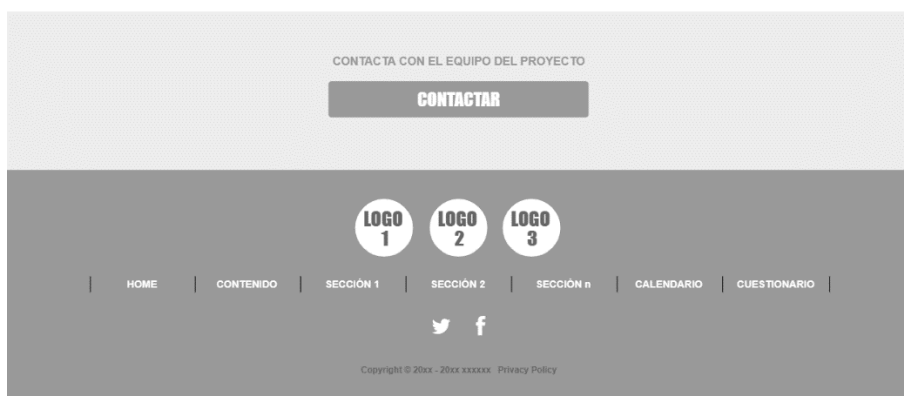 CONTACTA CON EL EQUIPO DEL PROYECTO
CONTACTAR
LOGO 1
LOGO 2
LOGO 3
HOME CONTENIDO SECCIÓN 1 SECCIÓN 2 SECCIÓN n CALENDARIO CUESTIONARIO
Copyright © 20xx - 20xx xxxxxx Privacy Policy